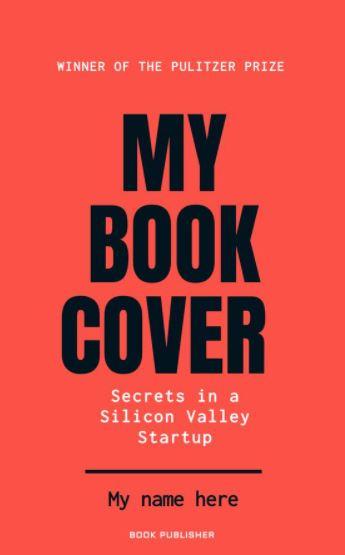 WINNER OF THE PULITZER PRIZE
MY
BOOK
COVER
Secrets in a
Silicon Valley
Startup
My name here
BOOK PUBLISHER